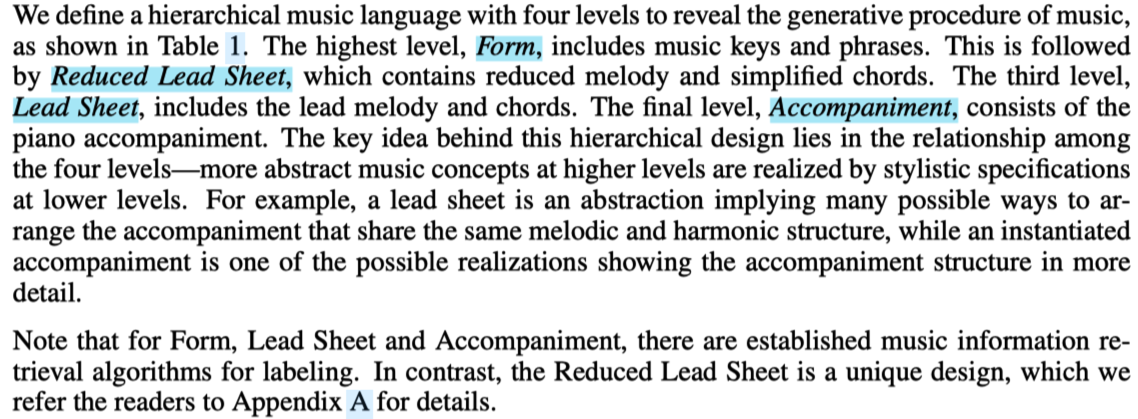 We define a hierarchical music language with four levels to reveal the generative procedure of music,
as shown in Table 1. The highest level, Form, includes music keys and phrases. This is followed
by Reduced Lead Sheet, which contains reduced melody and simplified chords. The third level,
Lead Sheet, includes the lead melody and chords. The final level, Accompaniment, consists of the
piano accompaniment. The key idea behind this hierarchical design lies in the relationship among
the four levels—more abstract music concepts at higher levels are realized by stylistic specifications
at lower levels. For example, a lead sheet is an abstraction implying many possible ways to ar-
range the accompaniment that share the same melodic and harmonic structure, while an instantiated
accompaniment is one of the possible realizations showing the accompaniment structure in more
detail.
Note that for Form, Lead Sheet and Accompaniment, there are established music information re-
trieval algorithms for labeling. In contrast, the Reduced Lead Sheet is a unique design, which we
refer the readers to Appendix A for details.